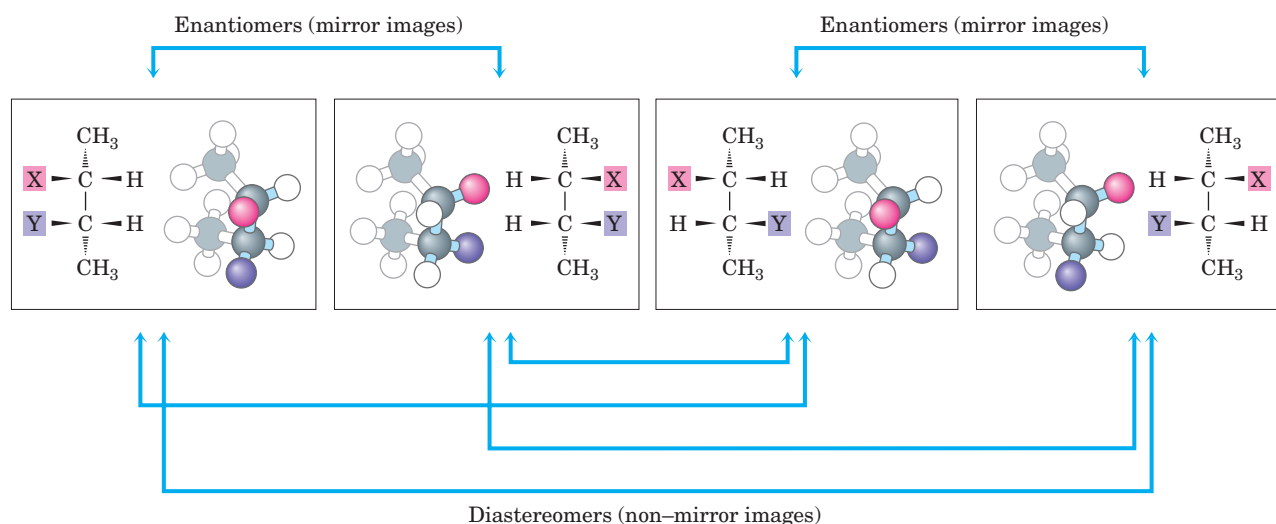 Enantiomers (mirror images)
Enantiomers (mirror images)
CH3
X C H
Y C H
CH3
CH3
H C X
H C Y
CH3
CH3
X C H
H C Y
CH3
CH3
H C X
Y C H
CH3
Diastereomers (non–mirror images)